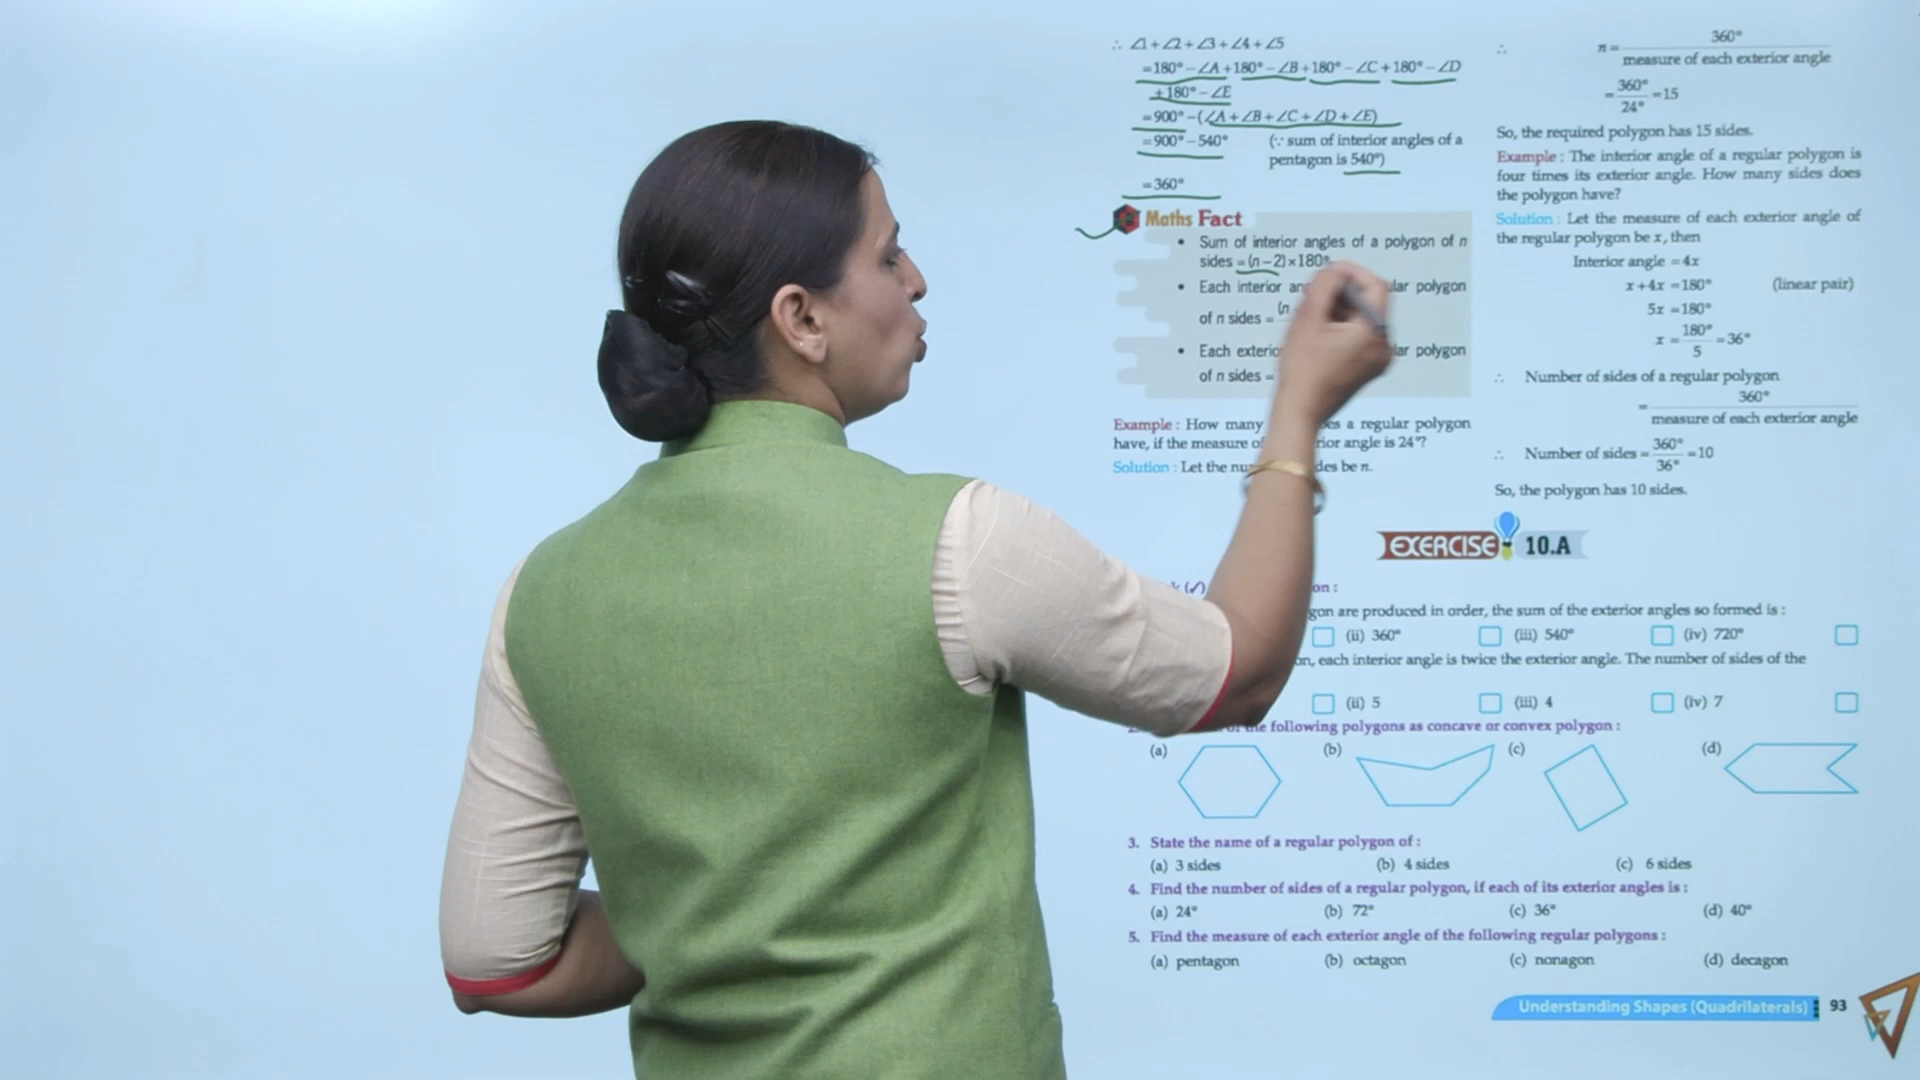 ∴ ∠1+∠2+∠3+∠4+∠5
=180°−∠A+180°−∠B+180°−∠C+180°−∠D
+180°−∠E
=900°−(∠A+∠B+∠C+∠D+∠E)
=900°−540° (∵ sum of interior angles of a
pentagon is 540°)
=360°
Maths Fact
• Sum of interior angles of a polygon of n
sides = (n−2)×180°
• Each interior polygon
of n sides =
• Each polygon
of n sides =
Example : How many a regular polygon
have, if the measure of angle is 24°?
Solution : Let the be n.
∴ n = 360° / measure of each exterior angle
= 360° / 24° = 15
So, the required polygon has 15 sides.
Example : The interior angle of a regular polygon is
four times its exterior angle. How many sides does
the polygon have?
Solution : Let the measure of each exterior angle of
the regular polygon be x, then
Interior angle = 4x
x+4x =180° (linear pair)
5x =180°
x = 180° / 5 = 36°
∴ Number of sides of a regular polygon
= 360° / measure of each exterior angle
∴ Number of sides = 360° / 36° = 10
So, the polygon has 10 sides.
EXERCISE 10.A
(✓)
are produced in order, the sum of the exterior angles so formed is :
(ii) 360° (iii) 540° (iv) 720°
each interior angle is twice the exterior angle. The number of sides of the
(ii) 5 (iii) 4 (iv) 7
following polygons as concave or convex polygon :
(a) (b) (c) (d)
3. State the name of a regular polygon of :
(a) 3 sides (b) 4 sides (c) 6 sides
4. Find the number of sides of a regular polygon, if each of its exterior angles is :
(a) 24° (b) 72° (c) 36° (d) 40°
5. Find the measure of each exterior angle of the following regular polygons :
(a) pentagon (b) octagon (c) nonagon (d) decagon
Understanding Shapes (Quadrilaterals) 93